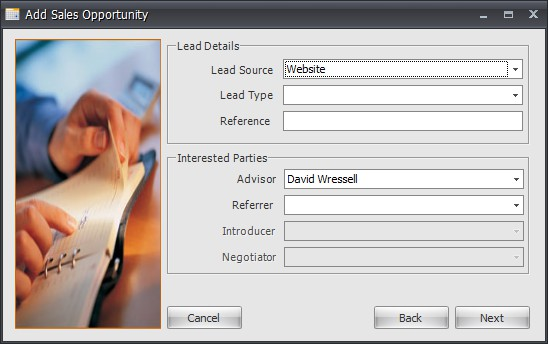 Add Sales Opportunity
Lead Details
Lead Source Website
Lead Type
Reference
Interested Parties
Advisor David Wressell
Referrer
Introducer
Negotiator
Cancel Back Next